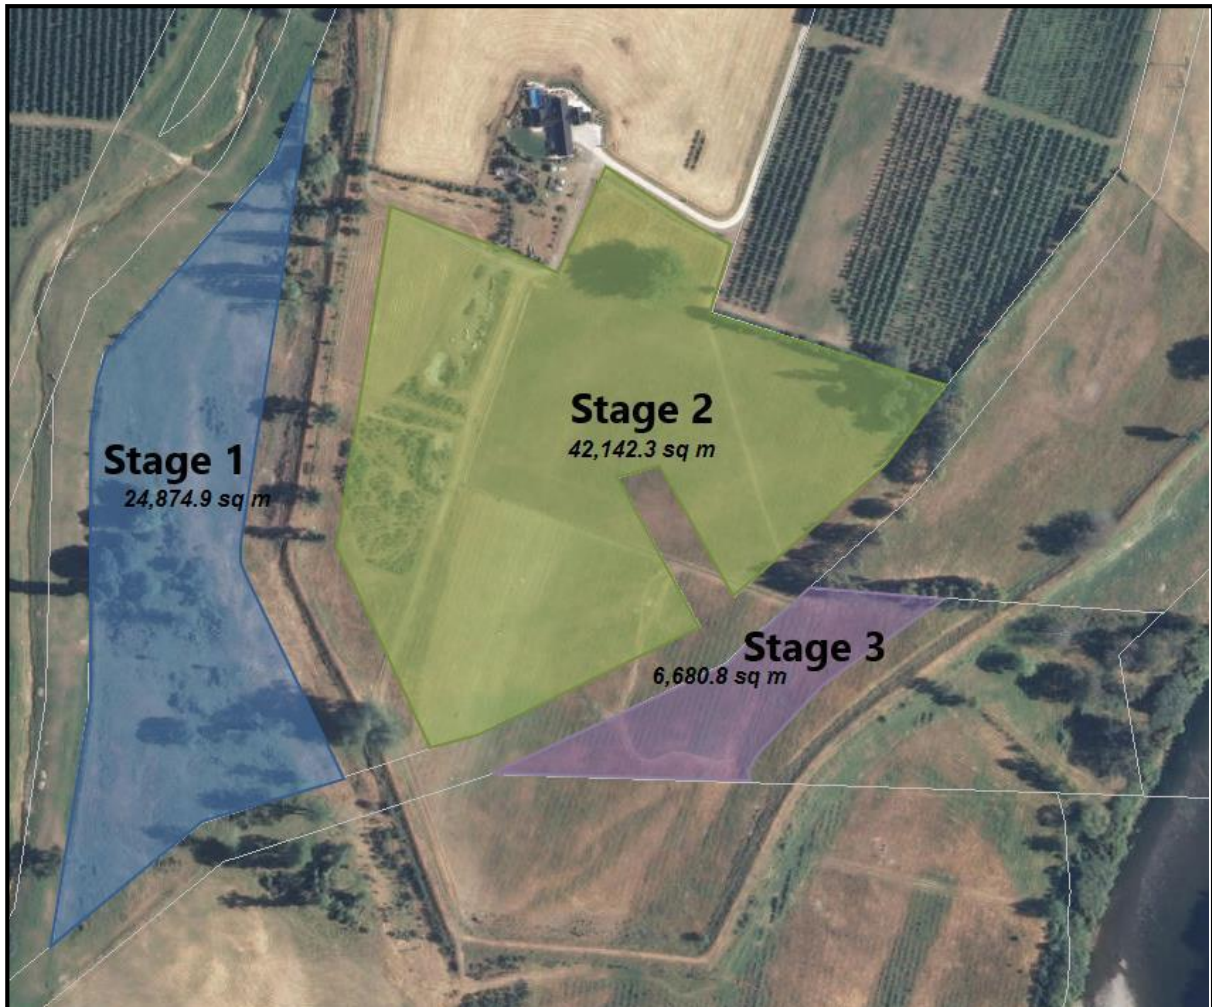 Stage 2
42,142.3 sq m
Stage 1
24,874.9 sq m
Stage 3
6,680.8 sq m